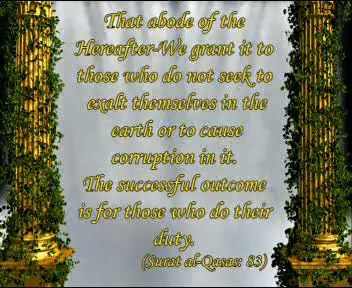 That abode of the
Hereafter-We grant it to
those who do not seek to
exalt themselves in the
earth or to cause
corruption in it.
The successful outcome
is for those who do their
duty.
(Surat al-Qasas: 83)